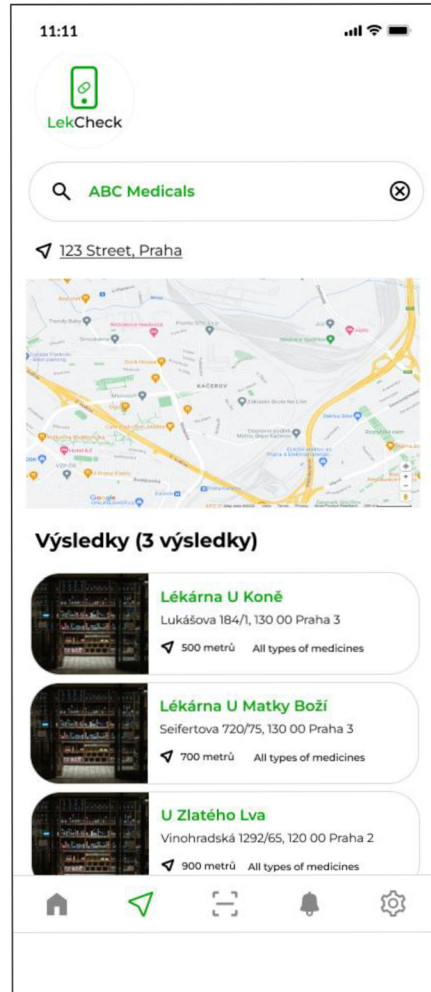 11:11
LekCheck
ABC Medicals
123 Street, Praha
KAČEROV
Google
Výsledky (3 výsledky)
Lékárna U Koně
Lukášova 184/1, 130 00 Praha 3
500 metrů All types of medicines
Lékárna U Matky Boží
Seifertova 720/75, 130 00 Praha 3
700 metrů All types of medicines
U Zlatého Lva
Vinohradská 1292/65, 120 00 Praha 2
900 metrů All types of medicines